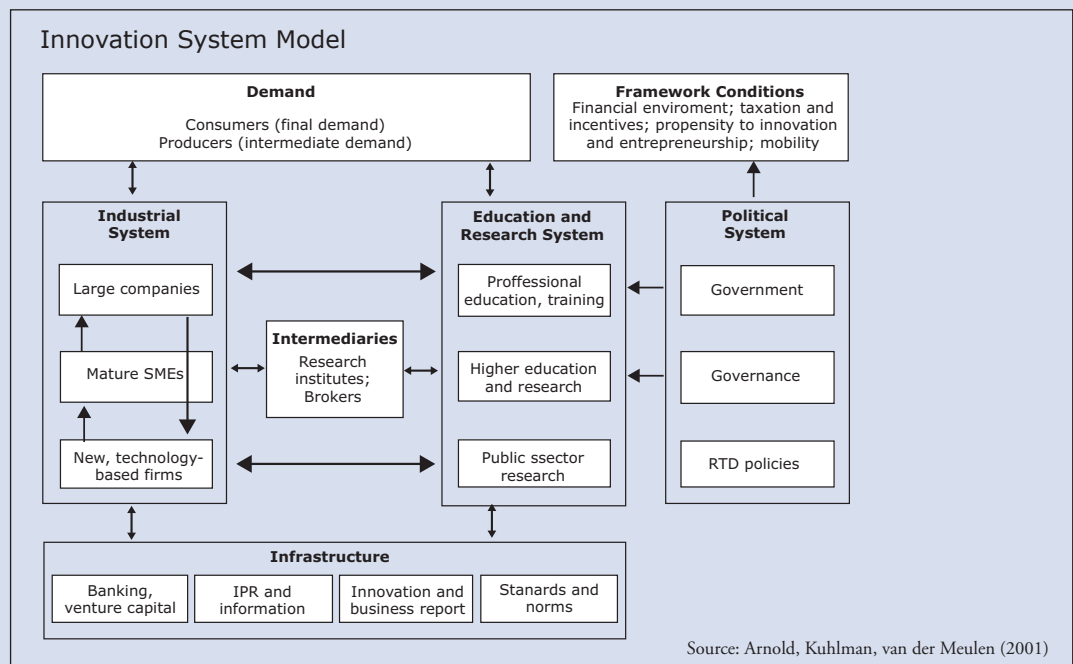 Innovation System Model
Demand
Consumers (final demand)
Producers (intermediate demand)
Framework Conditions
Financial enviroment; taxation and
incentives; propensity to innovation
and entrepreneurship; mobility
Industrial
System
Large companies
Mature SMEs
New, technology-
based firms
Intermediaries
Research
institutes;
Brokers
Education and
Research System
Proffessional
education, training
Higher education
and research
Public ssector
research
Political
System
Government
Governance
RTD policies
Infrastructure
Banking,
venture capital
IPR and
information
Innovation and
business report
Stanards and
norms
Source: Arnold, Kuhlman, van der Meulen (2001)